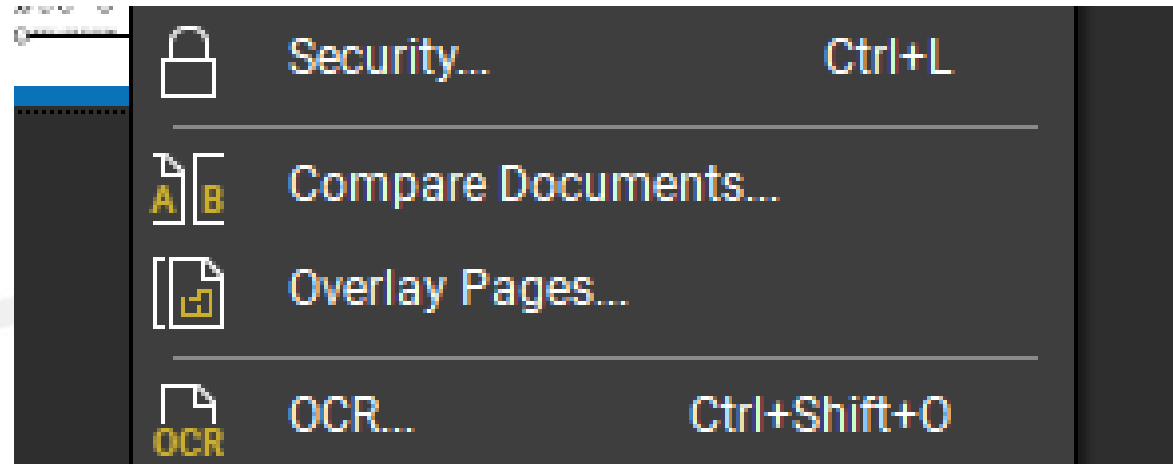 Security... Ctrl+L
A B Compare Documents...
Overlay Pages...
OCR OCR... Ctrl+Shift+O